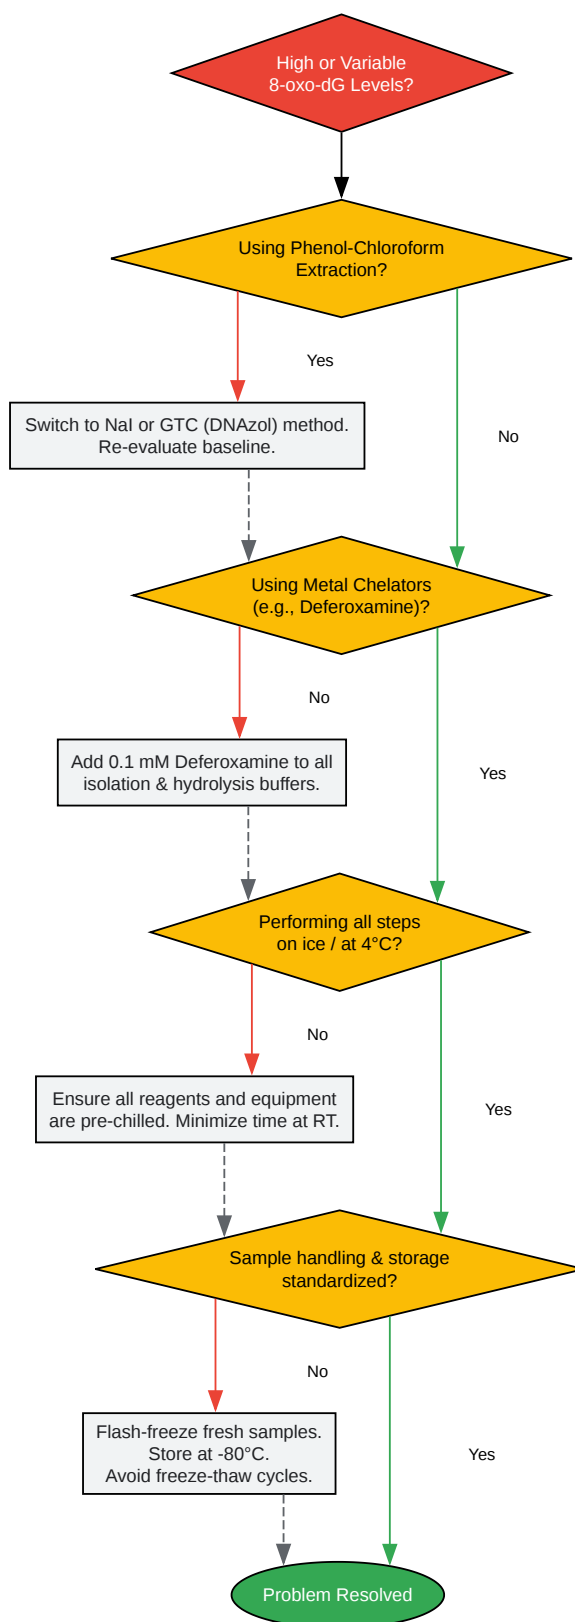 High or Variable
8-oxo-dG Levels?
Using Phenol-Chloroform
Extraction?
Yes
Switch to NaI or GTC (DNAzol) method.
Re-evaluate baseline.
No
Using Metal Chelators
(e.g., Deferoxamine)?
No
Add 0.1 mM Deferoxamine to all
isolation & hydrolysis buffers.
Yes
Performing all steps
on ice / at 4°C?
No
Ensure all reagents and equipment
are pre-chilled. Minimize time at RT.
Yes
Sample handling & storage
standardized?
No
Flash-freeze fresh samples.
Store at -80°C.
Avoid freeze-thaw cycles.
Yes
Problem Resolved